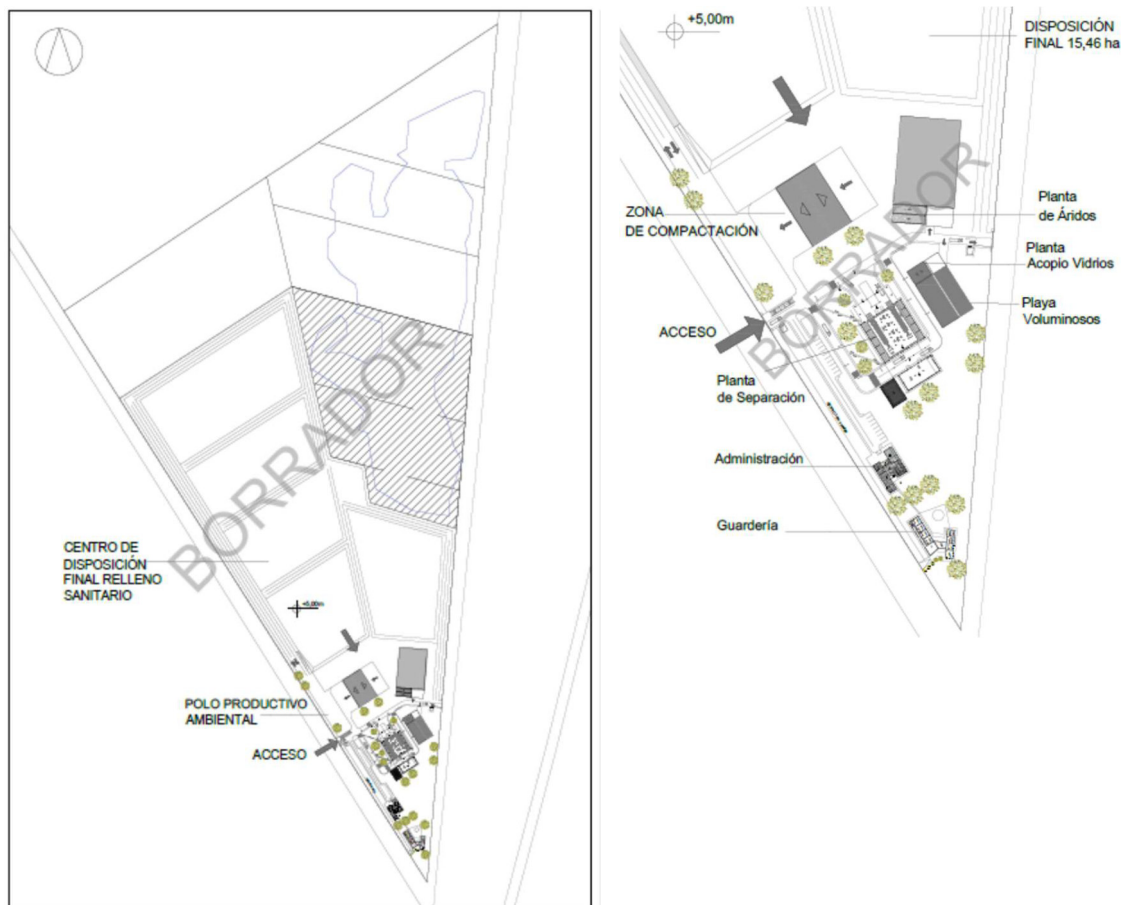 BORRADOR
CENTRO DE
DISPOSICIÓN
FINAL RELLENO
SANITARIO
+5,00m
POLO PRODUCTIVO
AMBIENTAL
ACCESO
+5,00m
DISPOSICIÓN
FINAL 15,46 ha
BORRADOR
ZONA
DE COMPACTACIÓN
Planta
de Áridos
Planta
Acopio Vidrios
Playa
Voluminosos
ACCESO
Planta
de Separación
Administración
Guardería